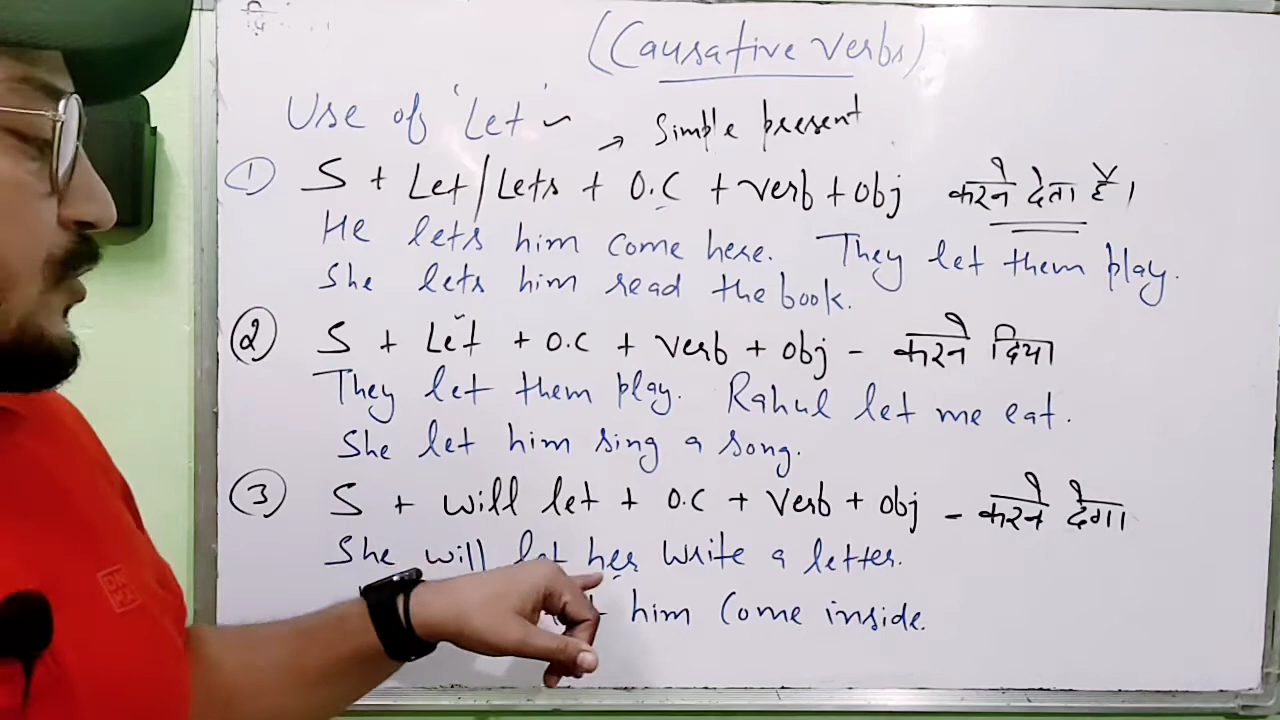 (Causative Verbs)
Use of 'Let' ~ → Simple present
① S + Let/Lets + O.C + verb + obj करने देता है।
He lets him come here. They let them play.
She lets him read the book.
② S + Let + O.C + verb + obj - करने दिया
They let them play. Rahul let me eat.
She let him sing a song.
③ S + will let + O.C + verb + obj - करने देगा
She will let her write a letter.
him come inside.